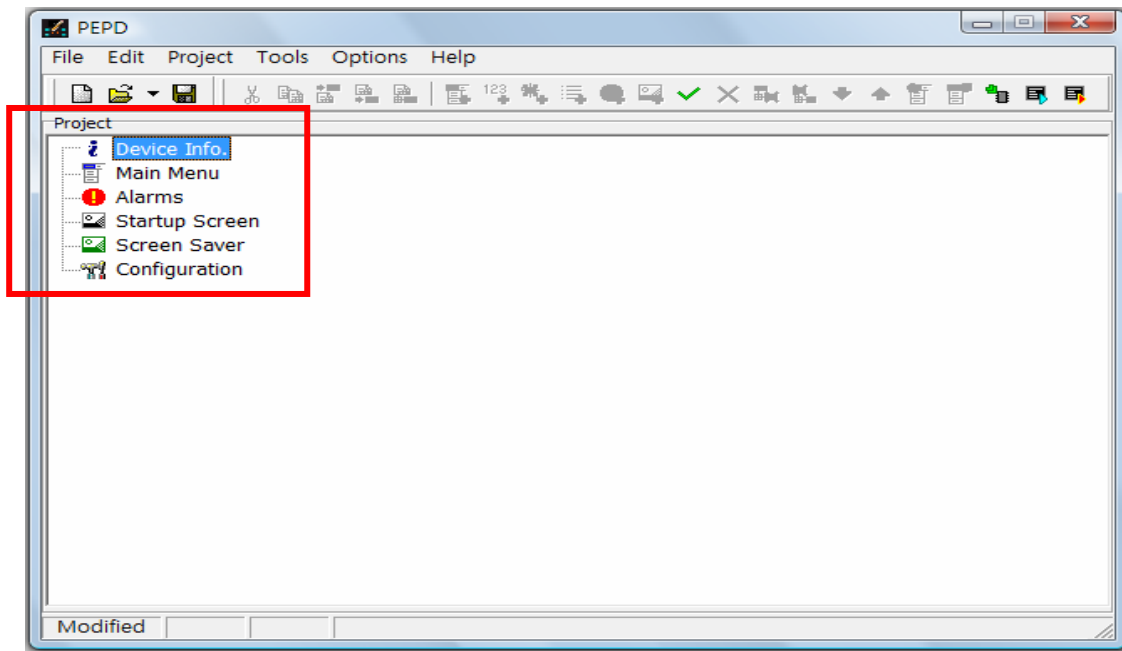 PEPD
File Edit Project Tools Options Help
123
Project
Device Info.
Main Menu
Alarms
Startup Screen
Screen Saver
Configuration
Modified